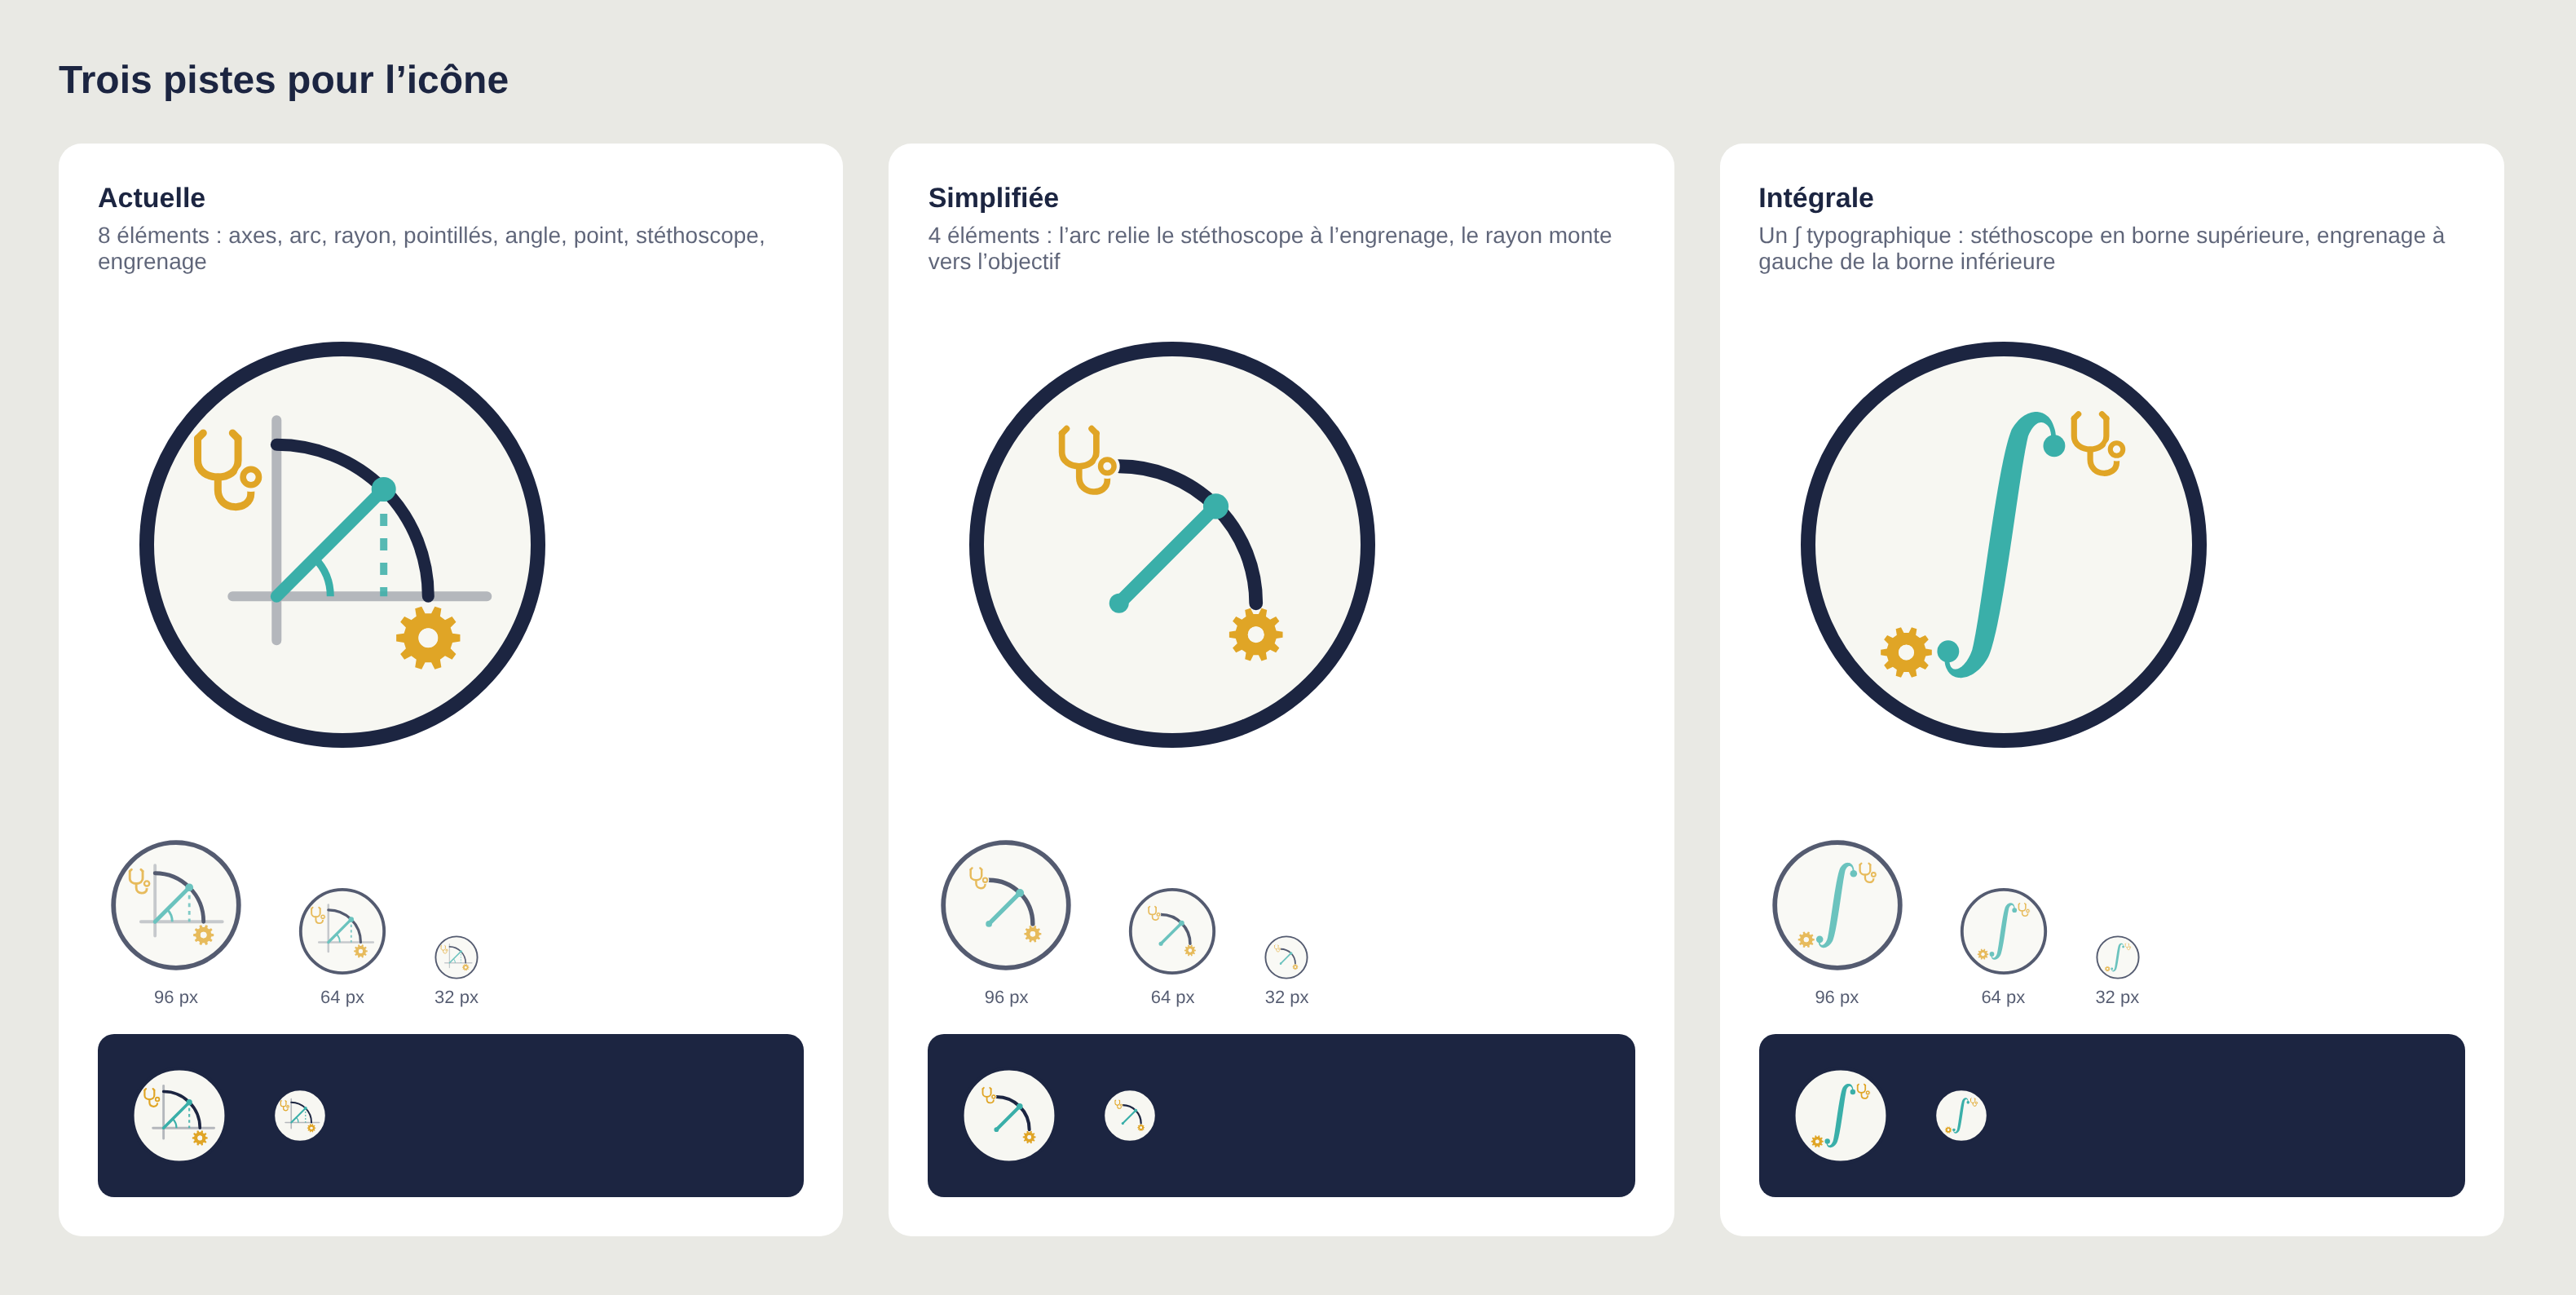 Trois pistes pour l’icône
Actuelle
8 éléments : axes, arc, rayon, pointillés, angle, point, stéthoscope,
engrenage
96 px
64 px
32 px
Simplifiée
4 éléments : l’arc relie le stéthoscope à l’engrenage, le rayon monte
vers l’objectif
96 px
64 px
32 px
Intégrale
Un ∫ typographique : stéthoscope en borne supérieure, engrenage à
gauche de la borne inférieure
96 px
64 px
32 px